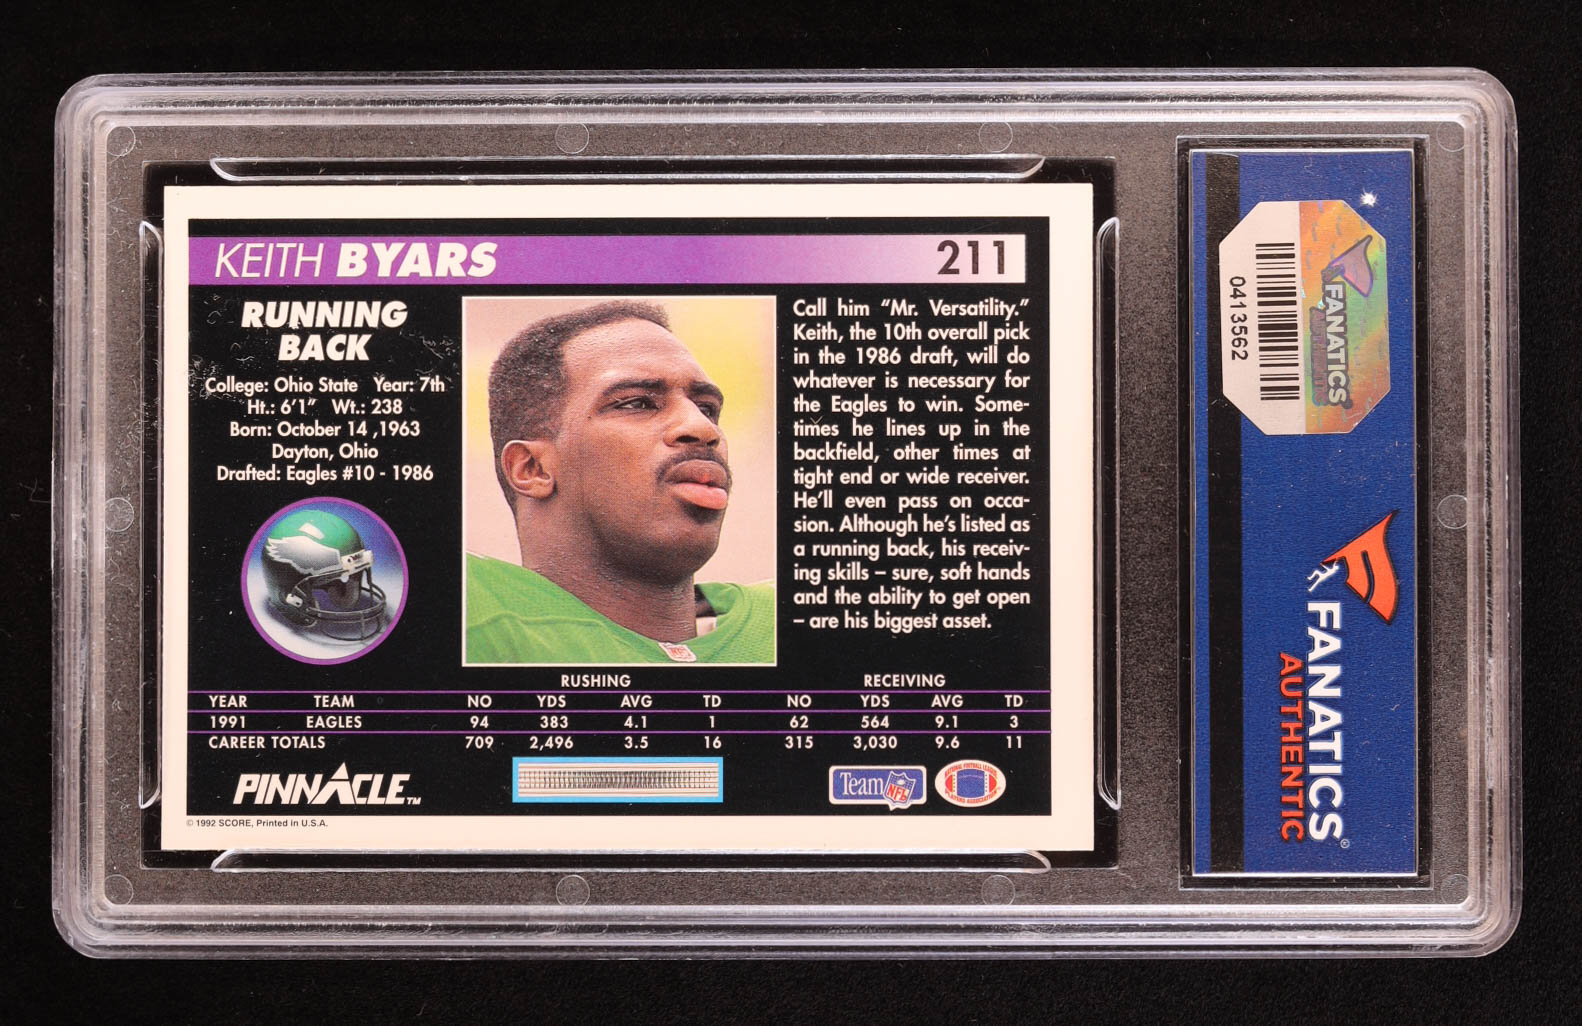 KEITH BYARS 211
RUNNING
BACK
College: Ohio State Year: 7th
Ht.: 6'1" Wt.: 238
Born: October 14 ,1963
Dayton, Ohio
Drafted: Eagles #10 - 1986
Call him "Mr. Versatility."
Keith, the 10th overall pick
in the 1986 draft, will do
whatever is necessary for
the Eagles to win. Some-
times he lines up in the
backfield, other times at
tight end or wide receiver.
He'll even pass on occa-
sion. Although he's listed as
a running back, his receiv-
ing skills – sure, soft hands
and the ability to get open
– are his biggest asset.
RUSHING RECEIVING
YEAR TEAM NO YDS AVG TD NO YDS AVG TD
1991 EAGLES 94 383 4.1 1 62 564 9.1 3
CAREER TOTALS 709 2,496 3.5 16 315 3,030 9.6 11
PINNACLE™
Team NFL
© 1992 SCORE, Printed in U.S.A.
0413562
FANATICS
FANATICS®
AUTHENTIC